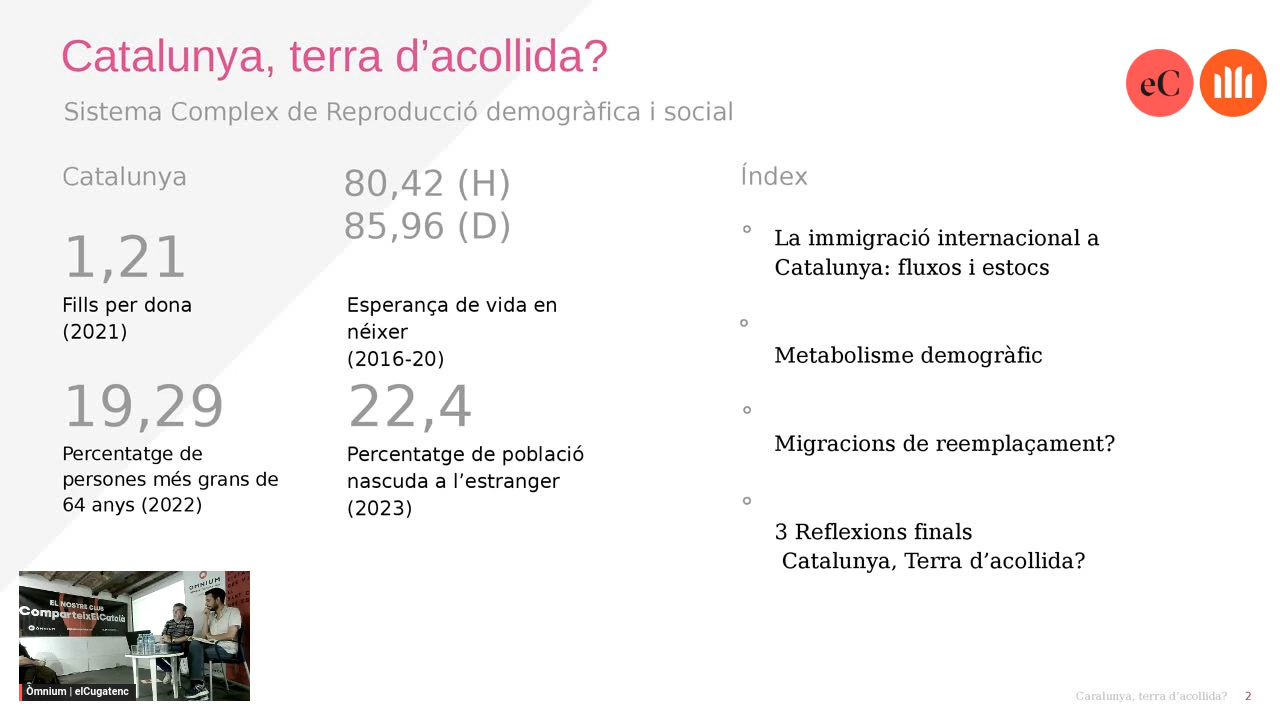 Catalunya, terra d’acollida?
Sistema Complex de Reproducció demogràfica i social
eC
Catalunya
1,21
Fills per dona
(2021)
80,42 (H)
85,96 (D)
Esperança de vida en
néixer
(2016-20)
19,29
Percentatge de
persones més grans de
64 anys (2022)
22,4
Percentatge de població
nascuda a l’estranger
(2023)
Índex
La immigració internacional a
Catalunya: fluxos i estocs
Metabolisme demogràfic
Migracions de reemplaçament?
3 Reflexions finals
Catalunya, Terra d’acollida?
EL NOSTRE CLUB
ComparteixElCatalà
ÒMNIUM
ÒMNIUM
Òmnium | elCugatenc
Caralunya, terra d’acollida? 2